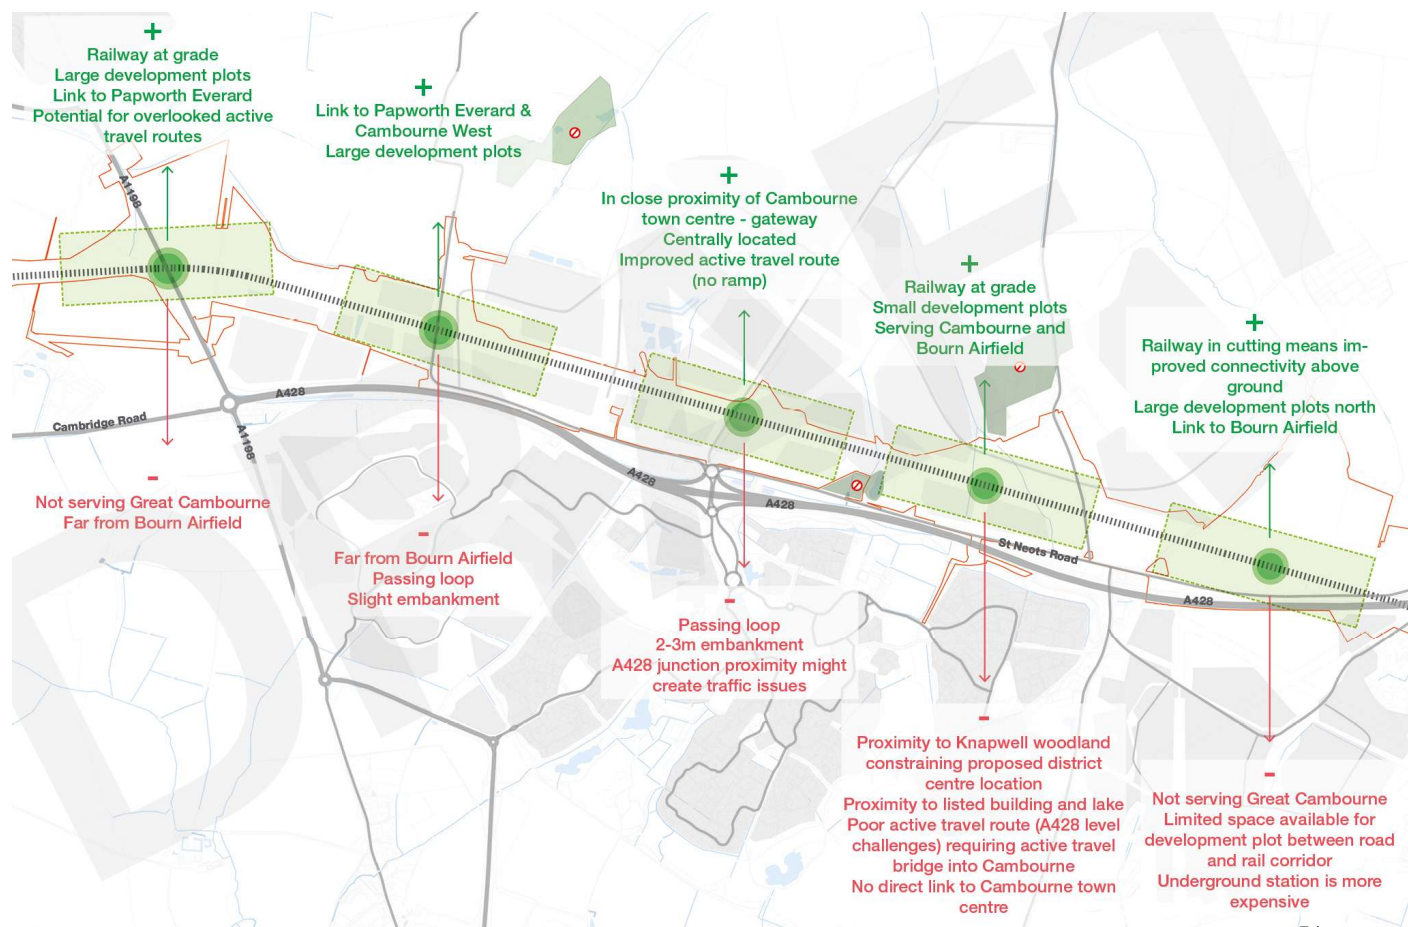 +
Railway at grade
Large development plots
Link to Papworth Everard
Potential for overlooked active
travel routes
+
Link to Papworth Everard &
Cambourne West
Large development plots
+
In close proximity of Cambourne
town centre - gateway
Centrally located
Improved active travel route
(no ramp)
+
Railway at grade
Small development plots
Serving Cambourne and
Bourn Airfield
+
Railway in cutting means im-
proved connectivity above
ground
Large development plots north
Link to Bourn Airfield
A1198
A428
Cambridge Road
A1198
A428
A428
St Neots Road
A428
-
Not serving Great Cambourne
Far from Bourn Airfield
-
Far from Bourn Airfield
Passing loop
Slight embankment
-
Passing loop
2-3m embankment
A428 junction proximity might
create traffic issues
-
Proximity to Knapwell woodland
constraining proposed district
centre location
Proximity to listed building and lake
Poor active travel route (A428 level
challenges) requiring active travel
bridge into Cambourne
No direct link to Cambourne town
centre
-
Not serving Great Cambourne
Limited space available for
development plot between road
and rail corridor
Underground station is more
expensive